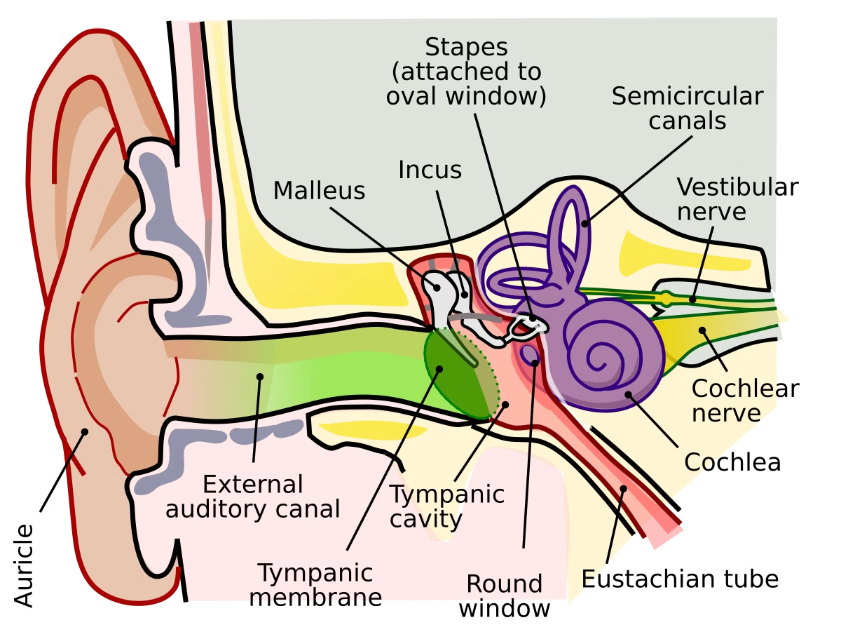 Stapes
(attached to
oval window)
Semicircular
canals
Incus
Malleus
Vestibular
nerve
Cochlear
nerve
Cochlea
External
auditory canal
Tympanic
cavity
Auricle
Tympanic
membrane
Round
window
Eustachian tube